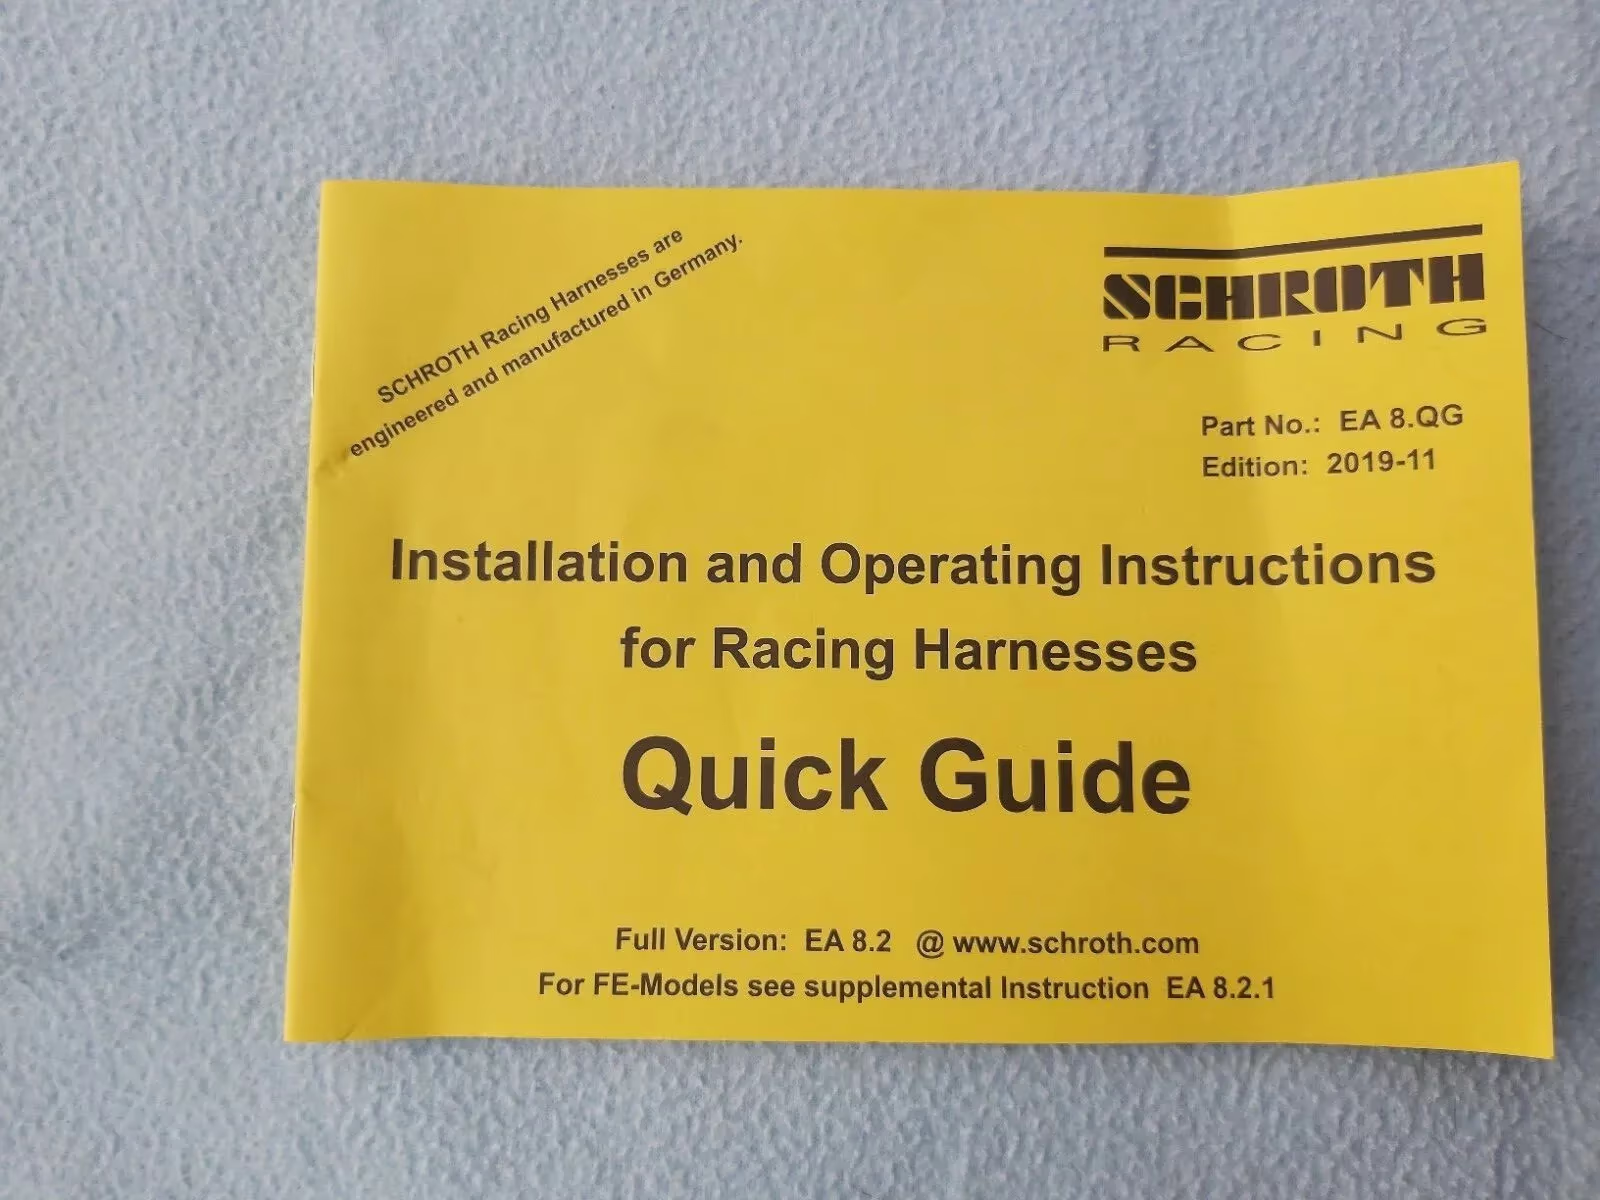 SCHROTH Racing Harnesses are
engineered and manufactured in Germany.
SCHROTH
RACING
Part No.: EA 8.QG
Edition: 2019-11
Installation and Operating Instructions
for Racing Harnesses
Quick Guide
Full Version: EA 8.2 @ www.schroth.com
For FE-Models see supplemental Instruction EA 8.2.1